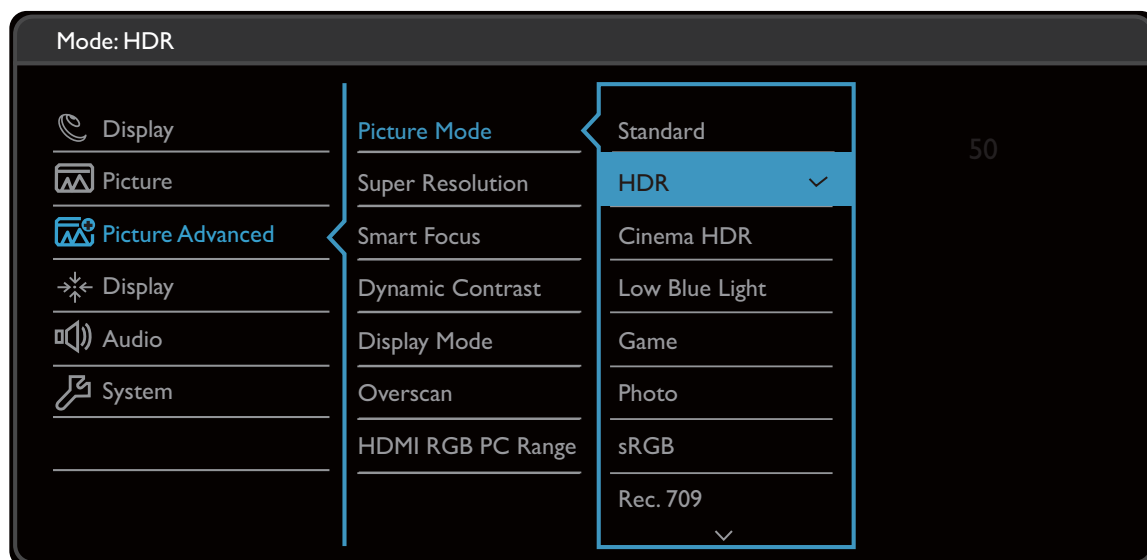 Mode: HDR
Display
Picture
Picture Advanced
Display
Audio
System
Picture Mode
Super Resolution
Smart Focus
Dynamic Contrast
Display Mode
Overscan
HDMI RGB PC Range
Standard
HDR
Cinema HDR
Low Blue Light
Game
Photo
sRGB
Rec. 709
50